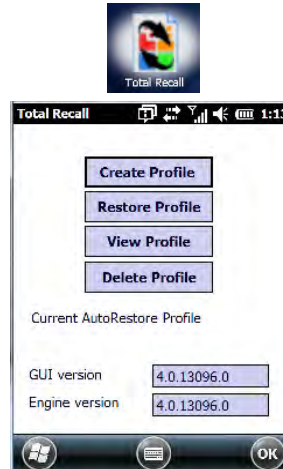 Total Recall
Total Recall 1:13
Create Profile
Restore Profile
View Profile
Delete Profile
Current AutoRestore Profile
GUI version 4.0.13096.0
Engine version 4.0.13096.0
OK